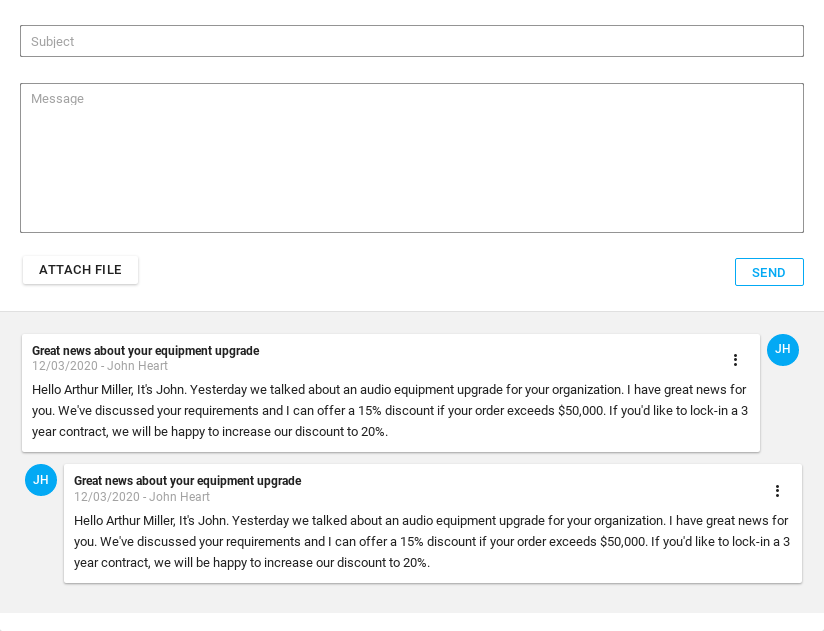 Subject
Message
ATTACH FILE
SEND
Great news about your equipment upgrade
12/03/2020 - John Heart
JH
Hello Arthur Miller, It's John. Yesterday we talked about an audio equipment upgrade for your organization. I have great news for
you. We've discussed your requirements and I can offer a 15% discount if your order exceeds $50,000. If you'd like to lock-in a 3
year contract, we will be happy to increase our discount to 20%.
JH
Great news about your equipment upgrade
12/03/2020 - John Heart
Hello Arthur Miller, It's John. Yesterday we talked about an audio equipment upgrade for your organization. I have great news for
you. We've discussed your requirements and I can offer a 15% discount if your order exceeds $50,000. If you'd like to lock-in a 3
year contract, we will be happy to increase our discount to 20%.